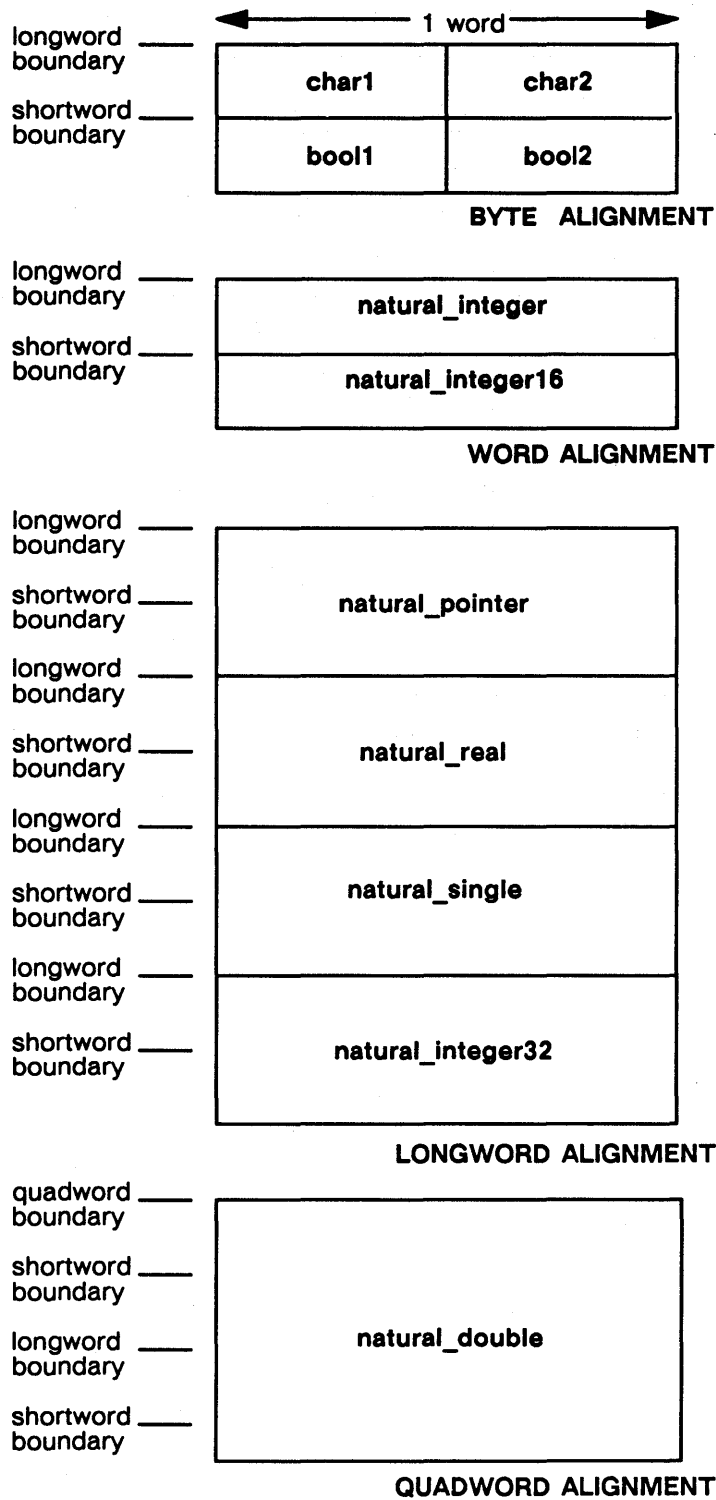 1 word
longword
boundary
char1 char2
shortword
boundary
bool1 bool2
BYTE ALIGNMENT
longword
boundary
natural_integer
shortword
boundary
natural_integer16
WORD ALIGNMENT
longword
boundary
shortword
boundary
natural_pointer
longword
boundary
shortword
boundary
natural_real
longword
boundary
shortword
boundary
natural_single
longword
boundary
shortword
boundary
natural_integer32
LONGWORD ALIGNMENT
quadword
boundary
shortword
boundary
longword
boundary
natural_double
shortword
boundary
QUADWORD ALIGNMENT